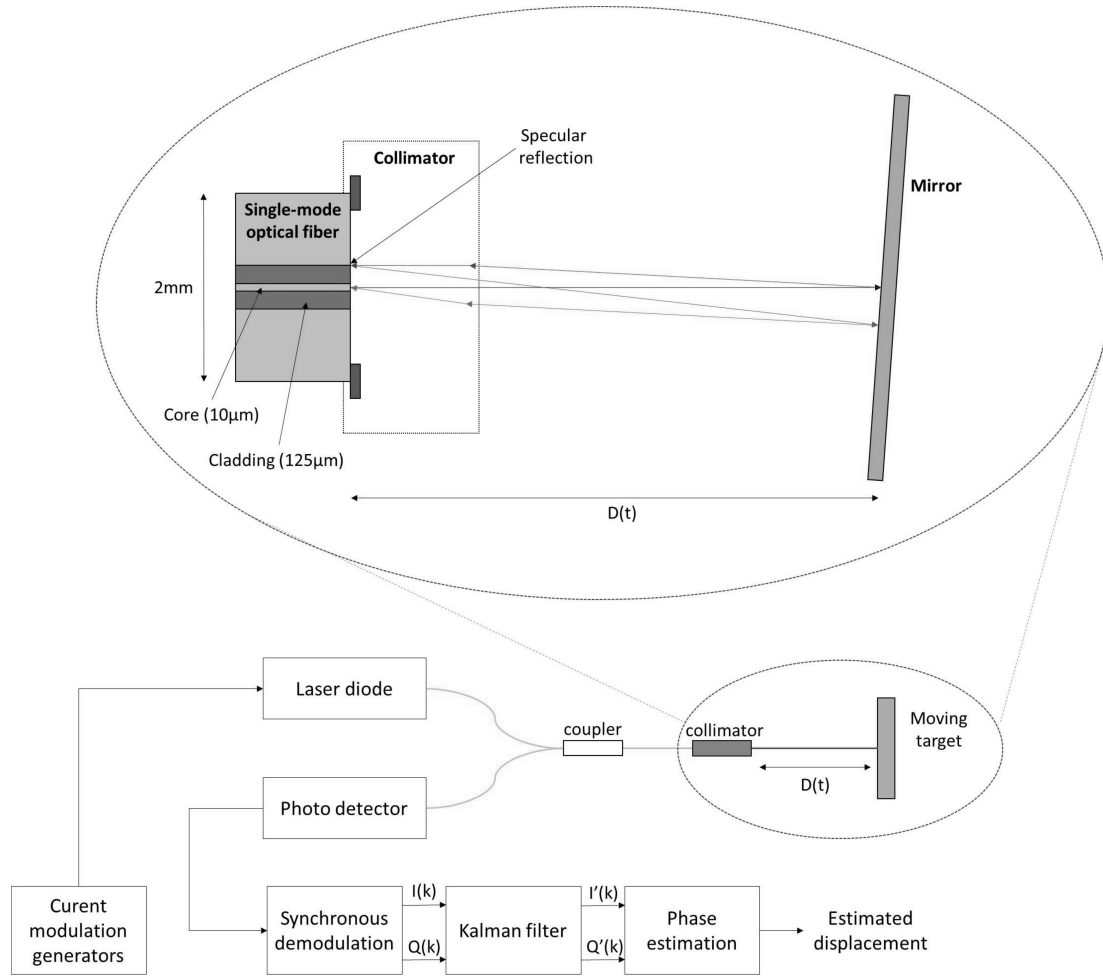 Specular
reflection
Collimator
Mirror
Single-mode
optical fiber
2mm
Core (10µm)
Cladding (125µm)
D(t)
Laser diode
coupler
collimator
Moving
target
D(t)
Photo detector
Curent
modulation
generators
Synchronous
demodulation
I(k)
Q(k)
Kalman filter
I'(k)
Q'(k)
Phase
estimation
Estimated
displacement